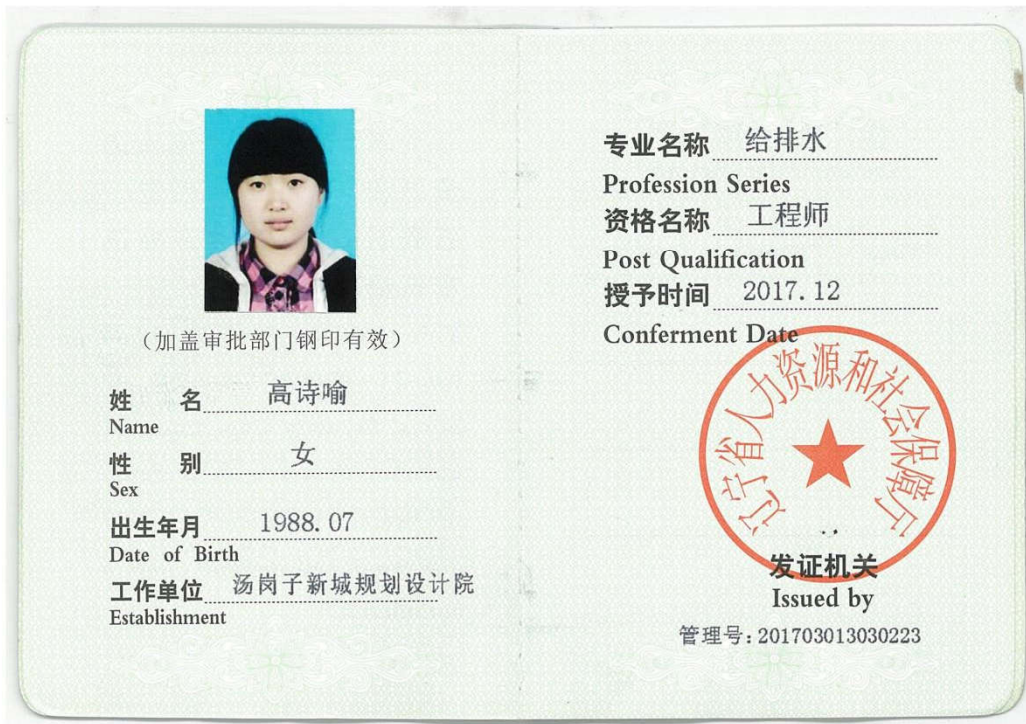 （加盖审批部门钢印有效）
姓 名 高诗喻
Name
性 别 女
Sex
出生年月 1988.07
Date of Birth
工作单位 汤岗子新城规划设计院
Establishment
专业名称 给排水
Profession Series
资格名称 工程师
Post Qualification
授予时间 2017.12
Conferment Date
辽宁省人力资源和社会保障厅
发证机关
Issued by
管理号:201703013030223